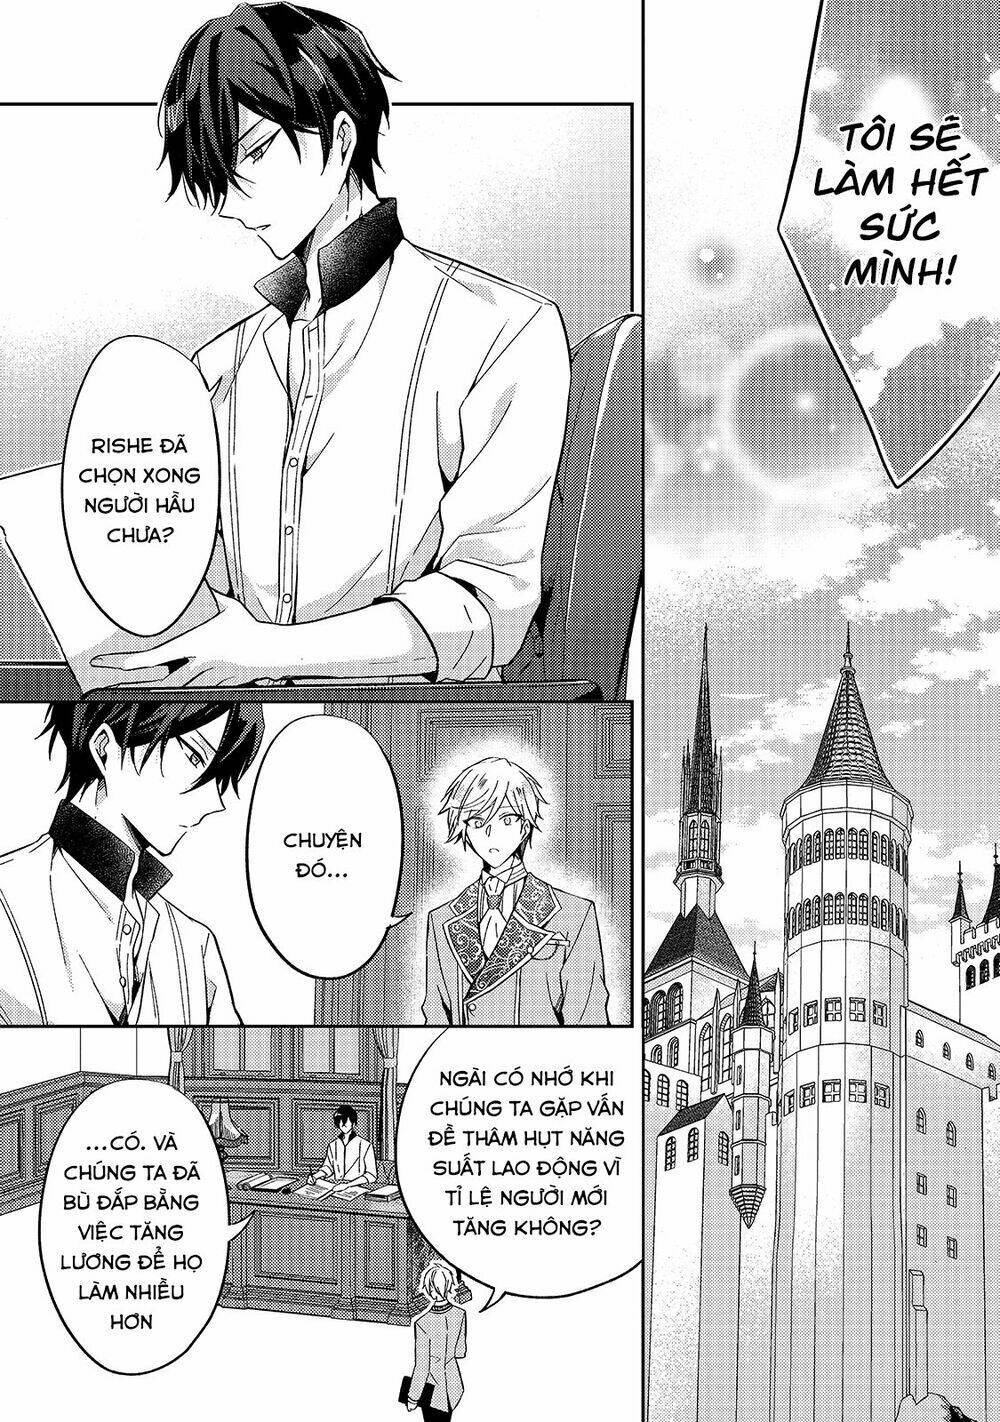 TÔI SẼ
LÀM HẾT
SỨC
MÌNH!
RISHE ĐÃ
CHỌN XONG
NGƯỜI HẦU
CHƯA?
CHUYỆN
ĐÓ...
NGÀI CÓ NHỚ KHI
CHÚNG TA GẶP VẤN
ĐỀ THÂM HỤT NĂNG
SUẤT LAO ĐỘNG VÌ
TỈ LỆ NGƯỜI MỚI
TĂNG KHÔNG?
...CÓ. VÀ
CHÚNG TA ĐÃ
BÙ ĐẮP BẰNG
VIỆC TĂNG
LƯƠNG ĐỂ HỌ
LÀM NHIỀU
HƠN